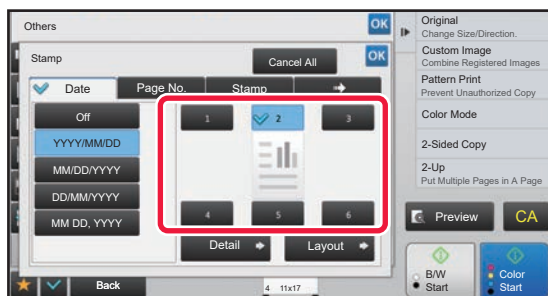 Others
OK
Stamp
Cancel All
OK
Date
Page No.
Stamp
Off
YYYY/MM/DD
MM/DD/YYYY
DD/MM/YYYY
MM DD, YYYY
1
2
3
4
5
6
Detail
Layout
Back
4 11x17
Original
Change Size/Direction.
Custom Image
Combine Registered Images
Pattern Print
Prevent Unauthorized Copy
Color Mode
2-Sided Copy
2-Up
Put Multiple Pages in A Page
Preview
CA
B/W
Start
Color
Start